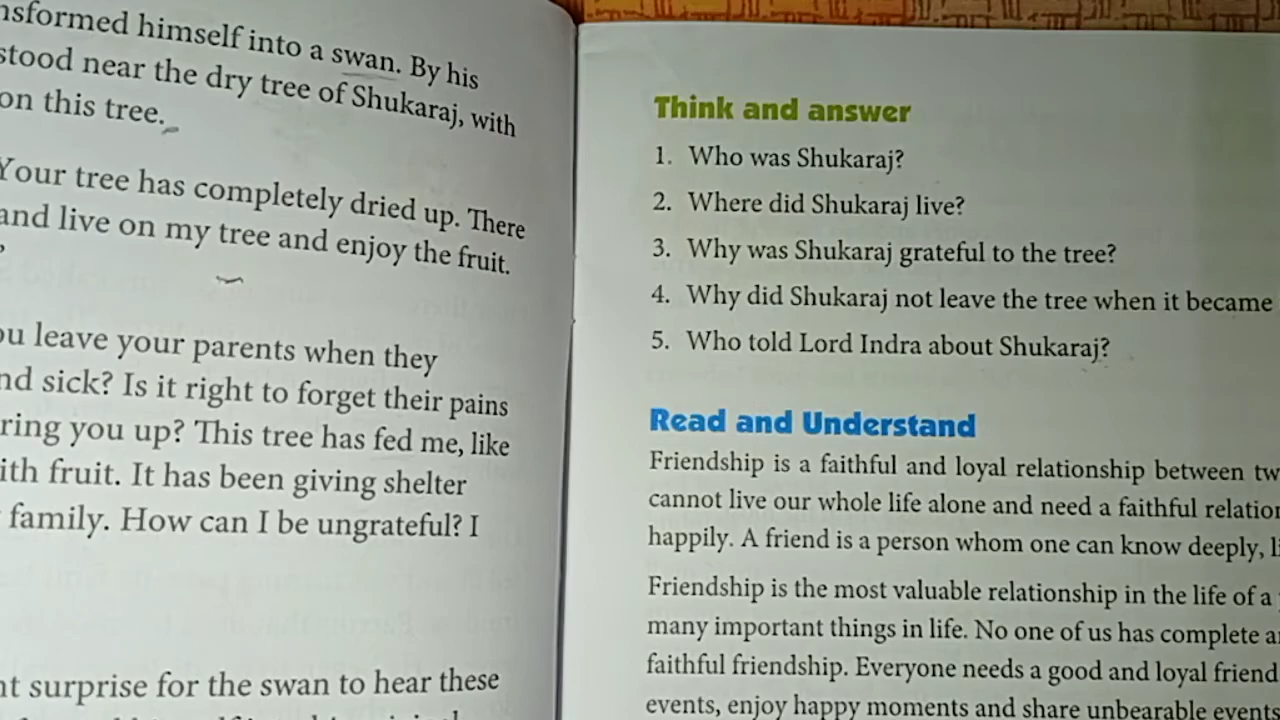 nsformed himself into a swan. By his
stood near the dry tree of Shukaraj, with
on this tree.
Your tree has completely dried up. There
and live on my tree and enjoy the fruit.
ou leave your parents when they
nd sick? Is it right to forget their pains
ring you up? This tree has fed me, like
ith fruit. It has been giving shelter
family. How can I be ungrateful? I
nt surprise for the swan to hear these
Think and answer
1. Who was Shukaraj?
2. Where did Shukaraj live?
3. Why was Shukaraj grateful to the tree?
4. Why did Shukaraj not leave the tree when it became
5. Who told Lord Indra about Shukaraj?
Read and Understand
Friendship is a faithful and loyal relationship between tw
cannot live our whole life alone and need a faithful relation
happily. A friend is a person whom one can know deeply, li
Friendship is the most valuable relationship in the life of a
many important things in life. No one of us has complete a
faithful friendship. Everyone needs a good and loyal friend
events, enjoy happy moments and share unbearable events